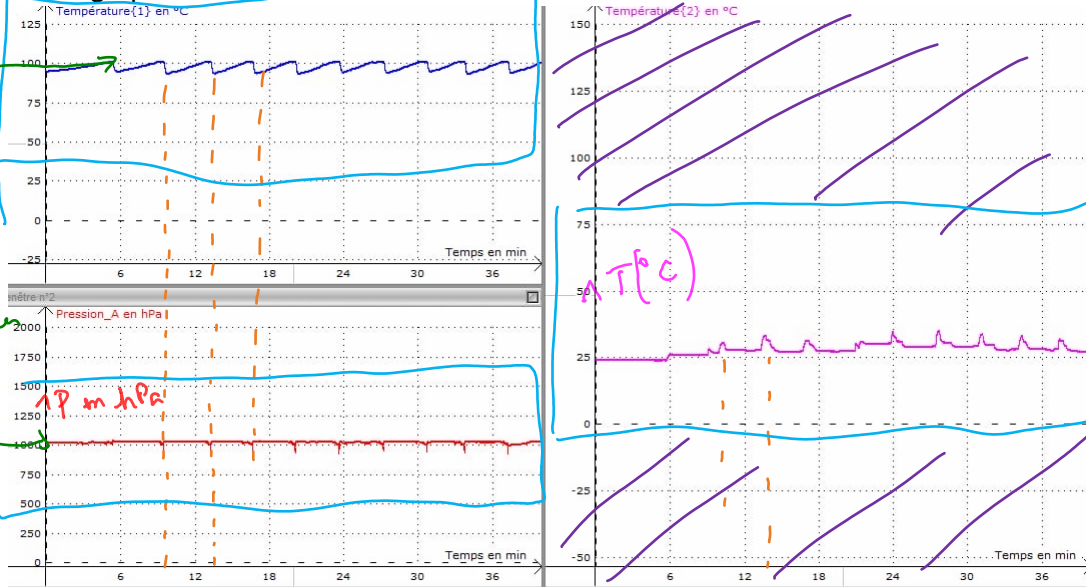 Température{1} en °C
125
100
75
50
25
0
-25
Temps en min
6 12 18 24 30 36
enêtre n°2
Pression_A en hPa
2000
1750
1500
P en hPa
1250
1000
750
500
250
0
Temps en min
6 12 18 24 30 36
Température{2} en °C
150
125
100
75
T(°C)
50
25
0
-25
-50
Temps en min
6 12 18 24 30 36